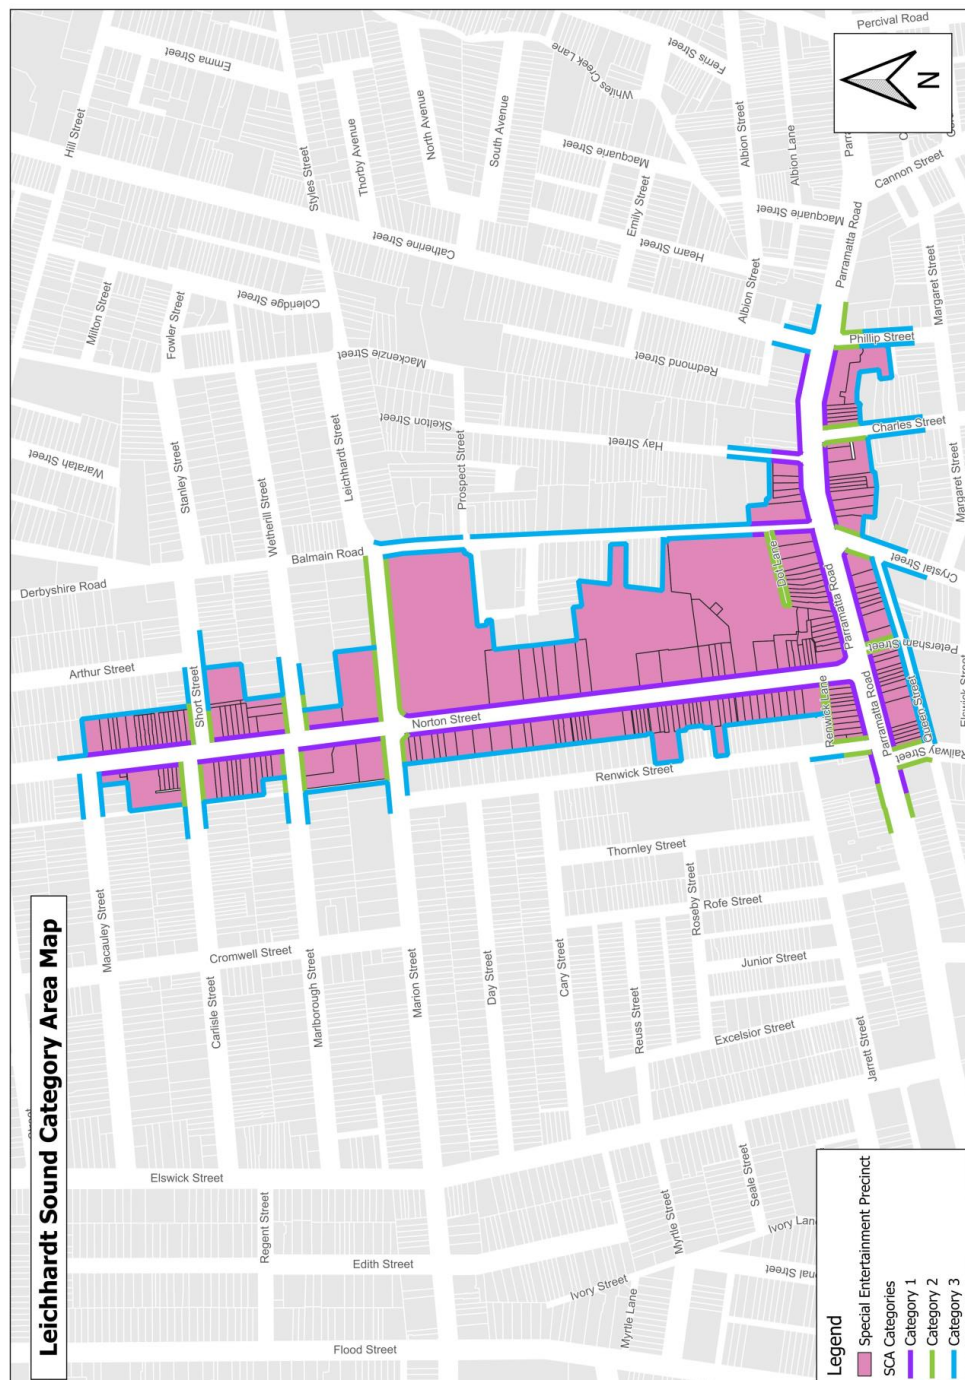 Leichhardt Sound Category Area Map
Percival Road
Ferris Street
Whites Creek Lane
Emma Street
Hill Street
Styles Street
Thorby Avenue
North Avenue
South Avenue
Macquarie Street
Albion Street
Albion Lane
Cannon Street
N
Emily Street
Macquarie Street
Parramatta Road
Catherine Street
Hearn Street
Milton Street
Coleridge Street
Fowler Street
Albion Street
Margaret Street
Phillip Street
Redmond Street
Mackenzie Street
Waratah Street
Skelton Street
Hay Street
Charles Street
Stanley Street
Leichhardt Street
Prospect Street
Margaret Street
Wetherill Street
Balmain Road
Derbyshire Road
Dot Lane
Crystal Street
Parramatta Road
Petersham Street
Arthur Street
Short Street
Norton Street
Renwick Lane
Parramatta Road
Queen Street
Elswick Street
Railway Street
Renwick Street
Thornley Street
Roseby Street
Rofe Street
Macauley Street
Cromwell Street
Junior Street
Carlisle Street
Marlborough Street
Marion Street
Day Street
Cary Street
Reuss Street
Excelsior Street
Jarrett Street
Street
Elswick Street
Regent Street
Edith Street
Myrtle Street
Seale Street
Ivory Lane
Ivory Street
Myrtle Lane
Flood Street
Legend
Special Entertainment Precinct
SCA Categories
Category 1
Category 2
Category 3